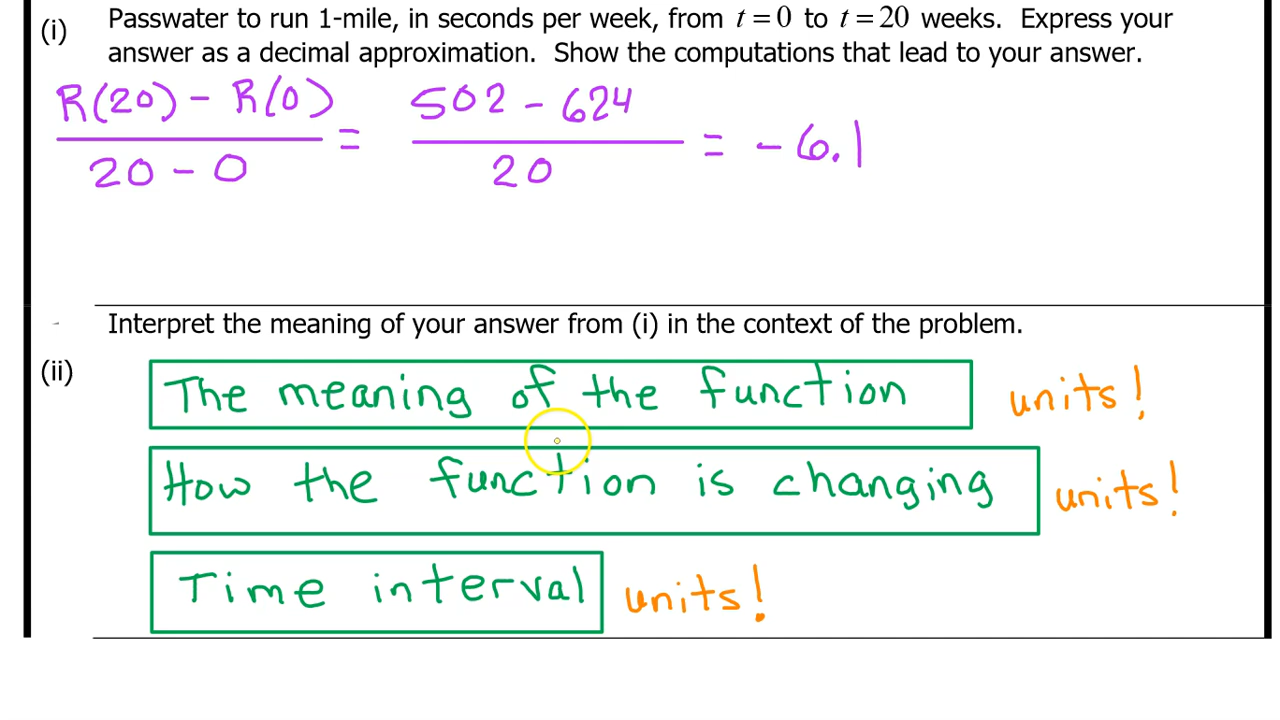 (i) Passwater to run 1-mile, in seconds per week, from t = 0 to t = 20 weeks. Express your
answer as a decimal approximation. Show the computations that lead to your answer.
R(20) - R(0) / 20 - 0 = 502 - 624 / 20 = - 6.1
Interpret the meaning of your answer from (i) in the context of the problem.
(ii) The meaning of the function units!
How the function is changing units!
Time interval units!